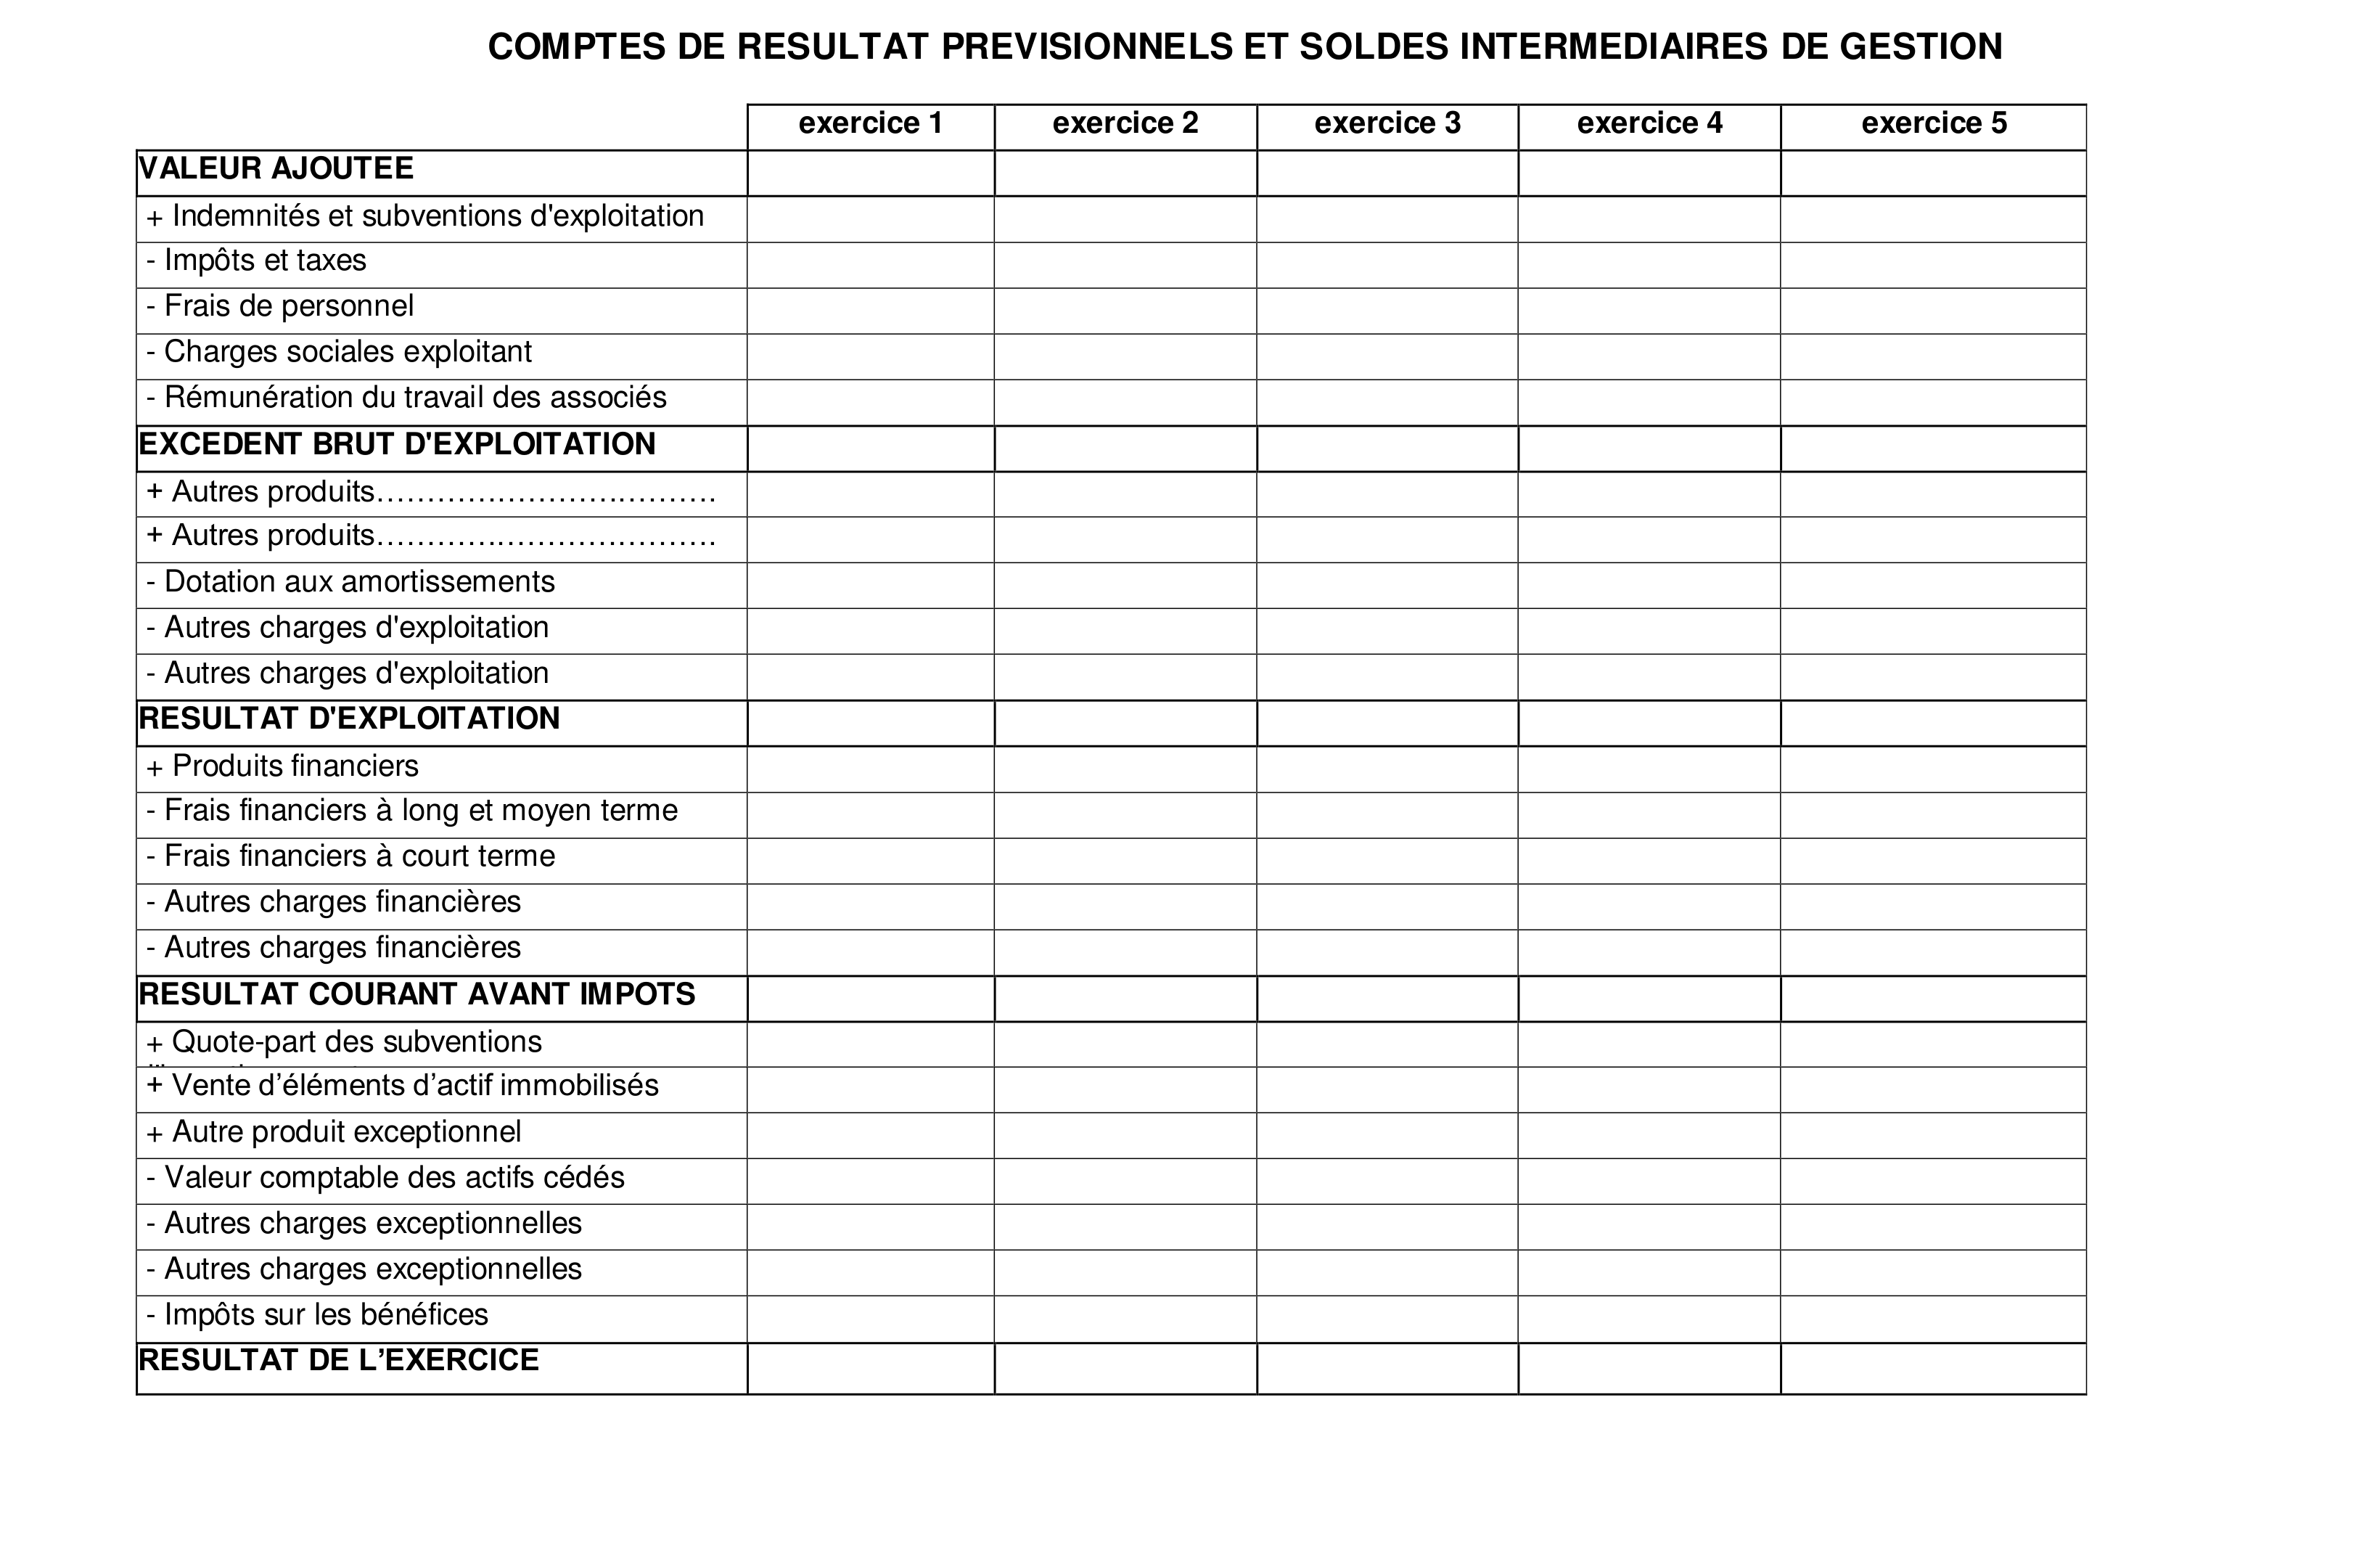 COMPTES DE RESULTAT PREVISIONNELS ET SOLDES INTERMEDIAIRES DE GESTION
exercice 1 exercice 2 exercice 3 exercice 4 exercice 5
VALEUR AJOUTEE
+ Indemnités et subventions d'exploitation
- Impôts et taxes
- Frais de personnel
- Charges sociales exploitant
- Rémunération du travail des associés
EXCEDENT BRUT D'EXPLOITATION
+ Autres produits………………………………….
+ Autres produits………………………………….
- Dotation aux amortissements
- Autres charges d'exploitation
- Autres charges d'exploitation
RESULTAT D'EXPLOITATION
+ Produits financiers
- Frais financiers à long et moyen terme
- Frais financiers à court terme
- Autres charges financières
- Autres charges financières
RESULTAT COURANT AVANT IMPOTS
+ Quote-part des subventions
+ Vente d’éléments d’actif immobilisés
+ Autre produit exceptionnel
- Valeur comptable des actifs cédés
- Autres charges exceptionnelles
- Autres charges exceptionnelles
- Impôts sur les bénéfices
RESULTAT DE L’EXERCICE